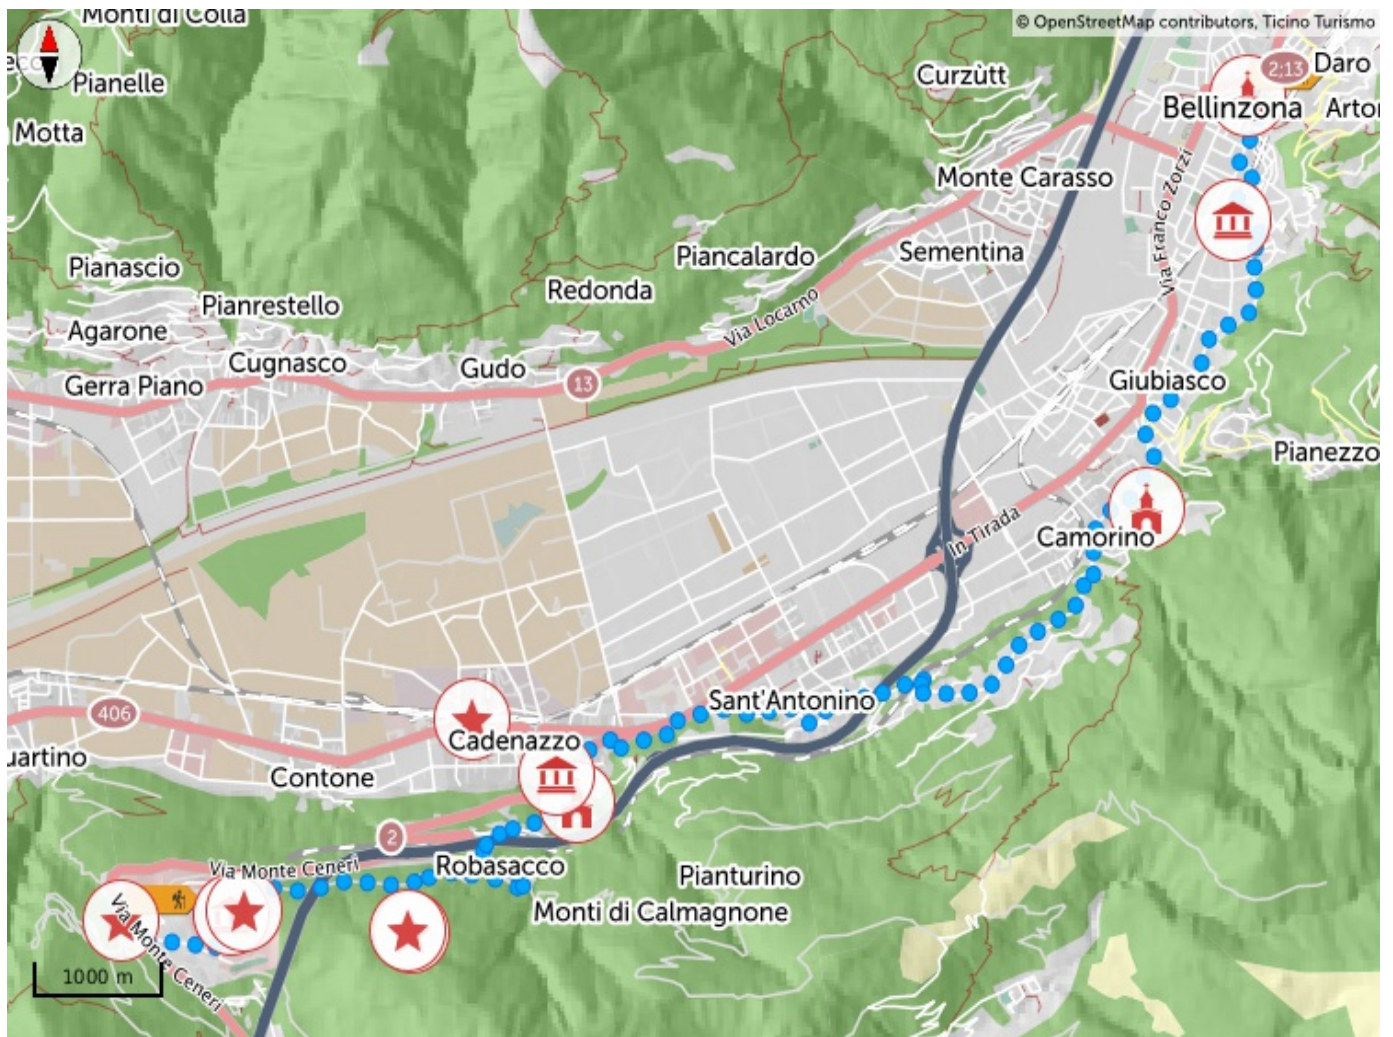 Monti di Colla
© OpenStreetMap contributors, Ticino Turismo
Pianelle
Curzùtt
2;13
Daro
Bellinzona
Motta
Monte Carasso
Via Franco Zorzi
Sementina
Piancalardo
Pianascio
Redonda
Pianrestello
Via Locarno
Agarone
Cugnasco
Gudo
Gerra Piano
13
Giubiasco
Pianezzo
In Tirada
Camorino
Sant'Antonino
406
Cadenazzo
Contone
2
Robasacco
Via Monte Ceneri
Pianturino
Monti di Calmagnone
Via Monte Ceneri
1000 m